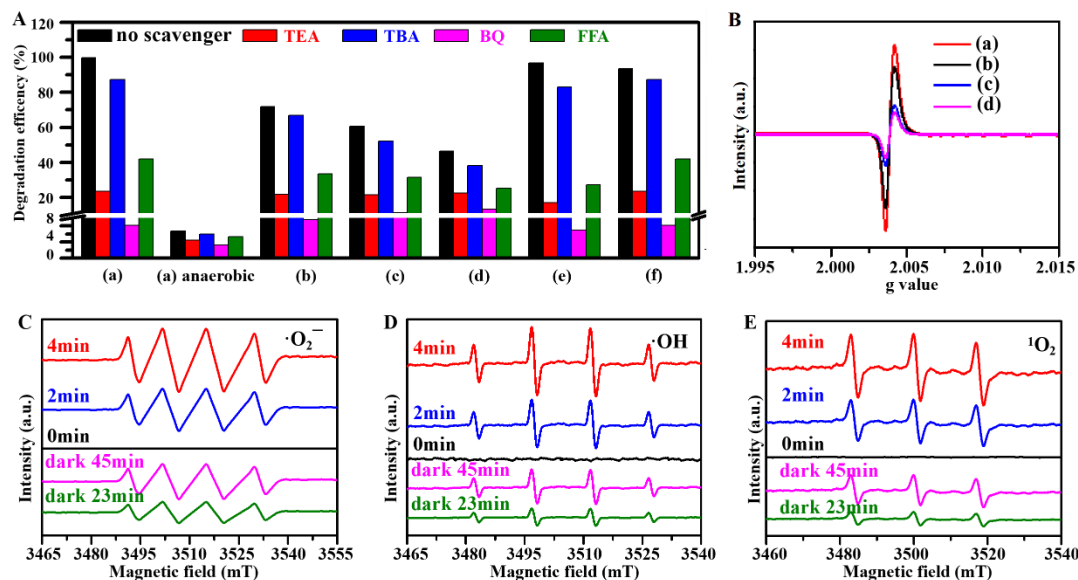 A
120
100
80
60
40
20
8
4
0
Degradation efficency (%)
no scavenger TEA TBA BQ FFA
(a) (a) anaerobic (b) (c) (d) (e) (f)
B
(a)
(b)
(c)
(d)
Intensity (a.u.)
1.995 2.000 2.005 2.010 2.015
g value
C
·O₂⁻
4min
2min
0min
dark 45min
dark 23min
Intensity (a.u.)
3465 3480 3495 3510 3525 3540 3555
Magnetic field (mT)
D
·OH
4min
2min
0min
dark 45min
dark 23min
Intensity (a.u.)
3465 3480 3495 3510 3525 3540
Magnetic field (mT)
E
¹O₂
4min
2min
0min
dark 45min
dark 23min
Intensity (a.u.)
3460 3480 3500 3520 3540
Magnetic field (mT)